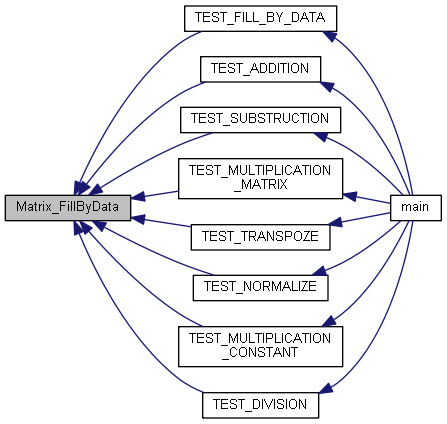 TEST_FILL_BY_DATA
TEST_ADDITION
TEST_SUBSTRUCTION
TEST_MULTIPLICATION
_MATRIX
Matrix_FillByData
main
TEST_TRANSPOZE
TEST_NORMALIZE
TEST_MULTIPLICATION
_CONSTANT
TEST_DIVISION